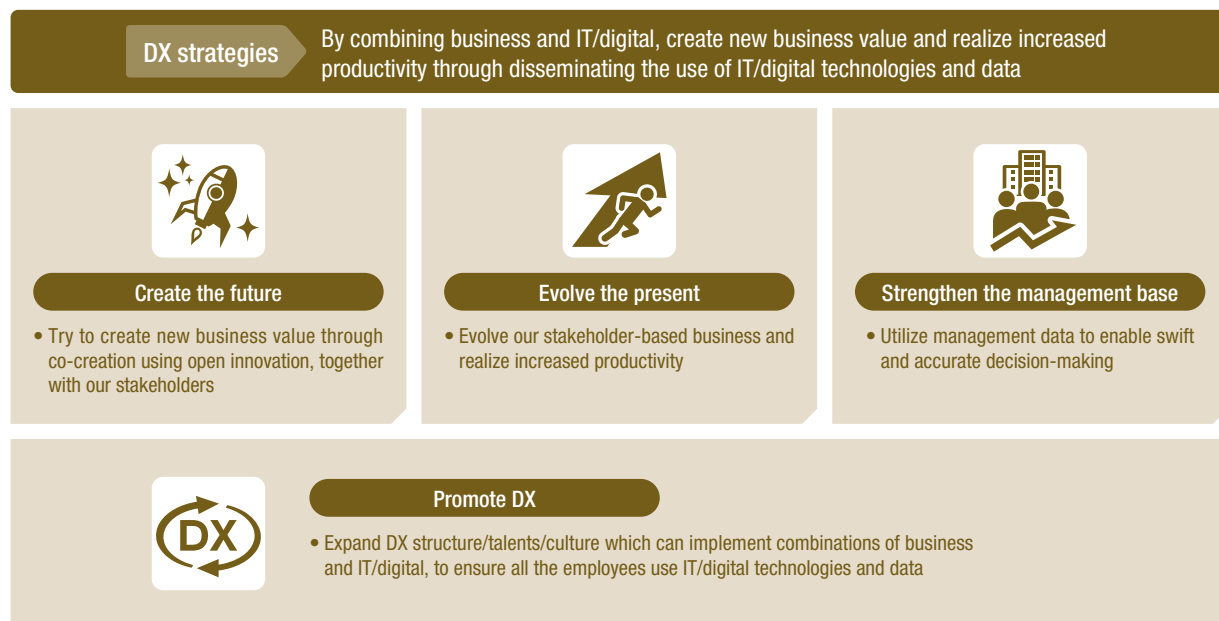 DX strategies
By combining business and IT/digital, create new business value and realize increased
productivity through disseminating the use of IT/digital technologies and data
Create the future
• Try to create new business value through
co-creation using open innovation, together
with our stakeholders
Evolve the present
• Evolve our stakeholder-based business and
realize increased productivity
Strengthen the management base
• Utilize management data to enable swift
and accurate decision-making
DX
Promote DX
• Expand DX structure/talents/culture which can implement combinations of business
and IT/digital, to ensure all the employees use IT/digital technologies and data